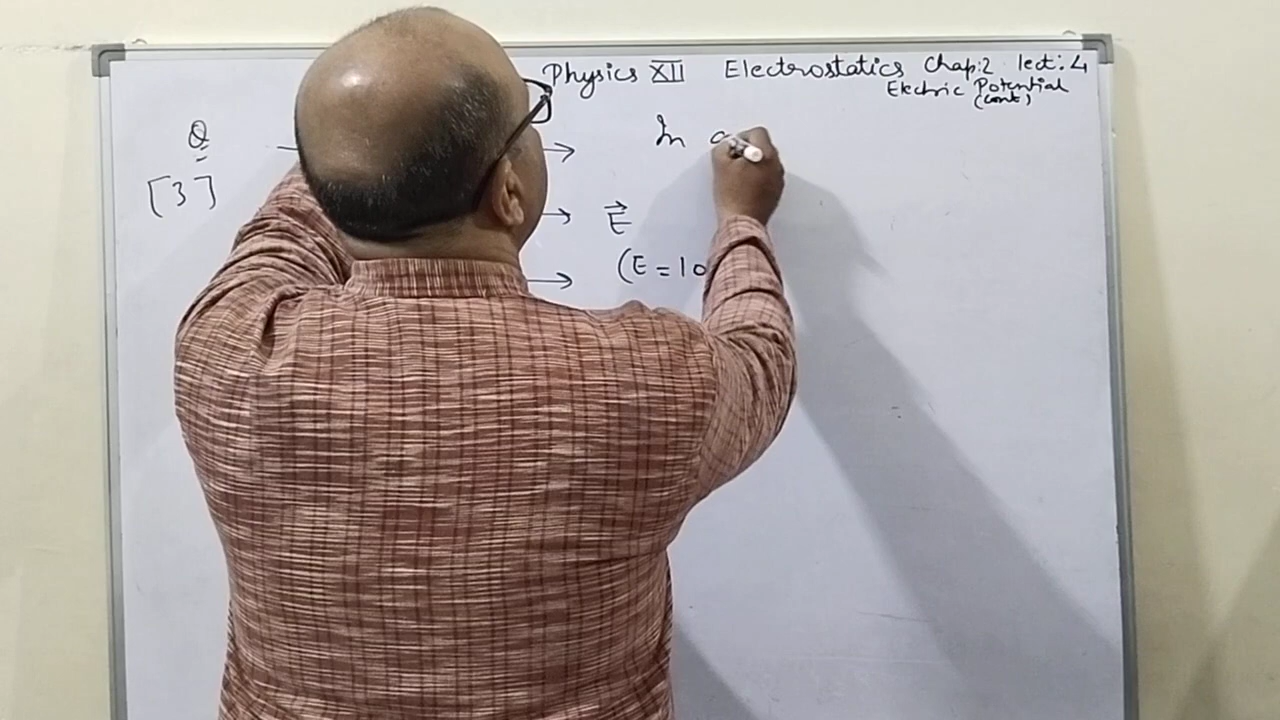 Physics XII Electrostatics Chap:2 lect:4
Electric Potential
(cont)
Q
[3]
In
E
(E = 10